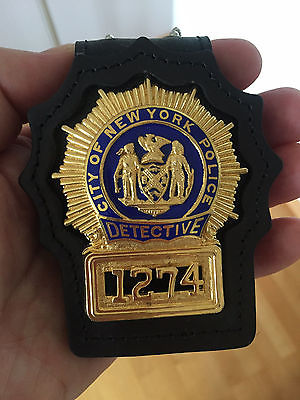 CITY OF NEW YORK POLICE
DETECTIVE
1274